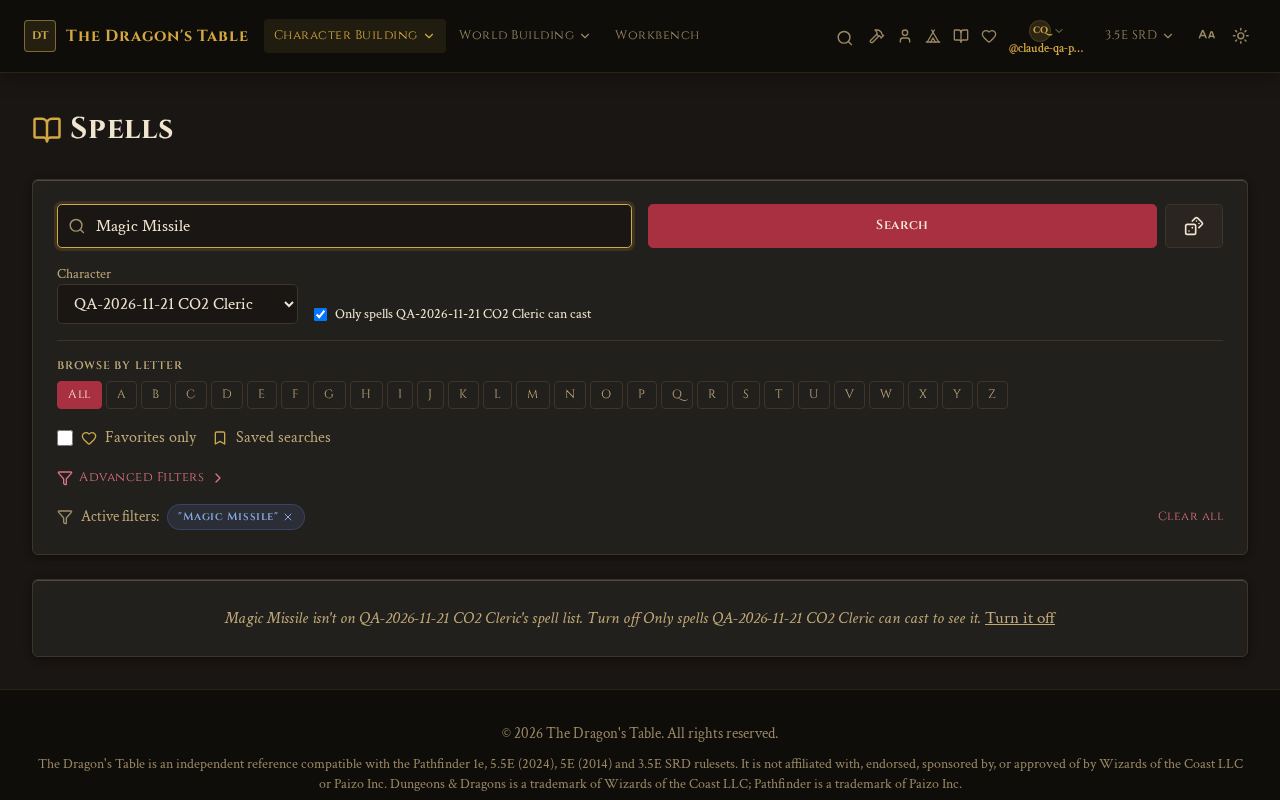 DT The Dragon's Table Character Building World Building Workbench CQ @claude-qa-p... 3.5E SRD AA
Spells
Magic Missile Search
Character
QA-2026-11-21 CO2 Cleric Only spells QA-2026-11-21 CO2 Cleric can cast
Browse by letter
All A B C D E F G H I J K L M N O P Q R S T U V W X Y Z
Favorites only Saved searches
Advanced Filters
Active filters: "Magic Missile" × Clear all
Magic Missile isn't on QA-2026-11-21 CO2 Cleric's spell list. Turn off Only spells QA-2026-11-21 CO2 Cleric can cast to see it. Turn it off
© 2026 The Dragon's Table. All rights reserved.
The Dragon's Table is an independent reference compatible with the Pathfinder 1e, 5.5E (2024), 5E (2014) and 3.5E SRD rulesets. It is not affiliated with, endorsed, sponsored by, or approved of by Wizards of the Coast LLC
or Paizo Inc. Dungeons & Dragons is a trademark of Wizards of the Coast LLC; Pathfinder is a trademark of Paizo Inc.